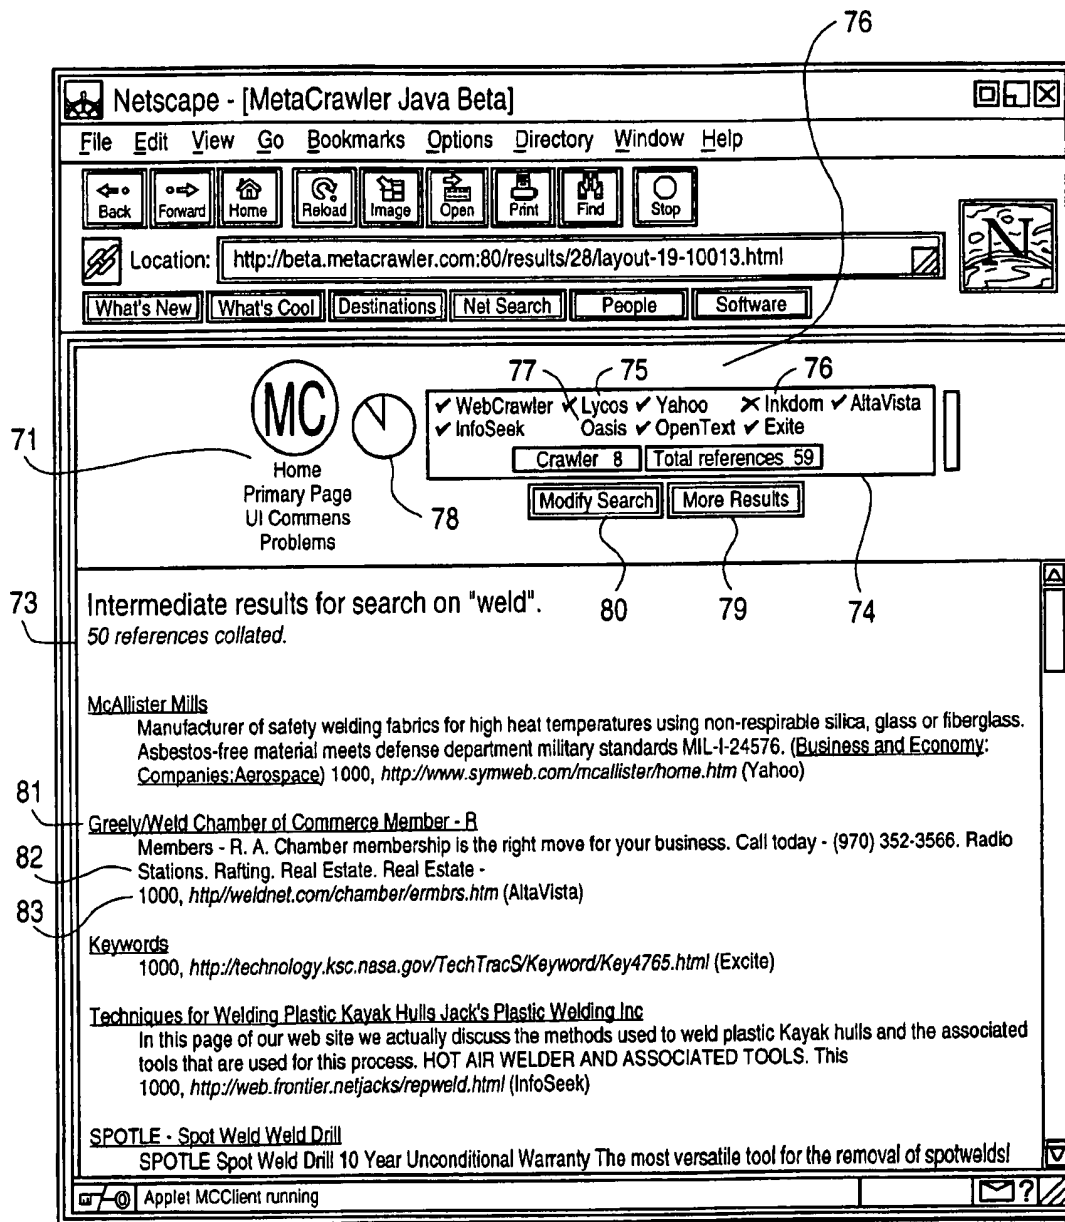 76
Netscape - [MetaCrawler Java Beta]
File Edit View Go Bookmarks Options Directory Window Help
Back Forward Home Reload Image Open Print Find Stop
N
Location: http://beta.metacrawler.com:80/results/28/layout-19-10013.html
What's New What's Cool Destinations Net Search People Software
77 75 76
MC
✔ WebCrawler ✔ Lycos ✔ Yahoo ✕ Inkdom ✔ AltaVista
✔ InfoSeek Oasis ✔ OpenText ✔ Exite
Crawler 8 Total references 59
71
Home
Primary Page
UI Commens
Problems
78
Modify Search More Results
80 79 74
73
Intermediate results for search on "weld".
50 references collated.
McAllister Mills
Manufacturer of safety welding fabrics for high heat temperatures using non-respirable silica, glass or fiberglass.
Asbestos-free material meets defense department military standards MIL-I-24576. (Business and Economy:
Companies:Aerospace) 1000, http://www.symweb.com/mcallister/home.htm (Yahoo)
81
Greely/Weld Chamber of Commerce Member - R
Members - R. A. Chamber membership is the right move for your business. Call today - (970) 352-3566. Radio
82
Stations. Rafting. Real Estate. Real Estate -
83
1000, http//weldnet.com/chamber/ermbrs.htm (AltaVista)
Keywords
1000, http://technology.ksc.nasa.gov/TechTracS/Keyword/Key4765.html (Excite)
Techniques for Welding Plastic Kayak Hulls Jack's Plastic Welding Inc
In this page of our web site we actually discuss the methods used to weld plastic Kayak hulls and the associated
tools that are used for this process. HOT AIR WELDER AND ASSOCIATED TOOLS. This
1000, http://web.frontier.netjacks/repweld.html (InfoSeek)
SPOTLE - Spot Weld Weld Drill
SPOTLE Spot Weld Drill 10 Year Unconditional Warranty The most versatile tool for the removal of spotwelds!
Applet MCClient running
?